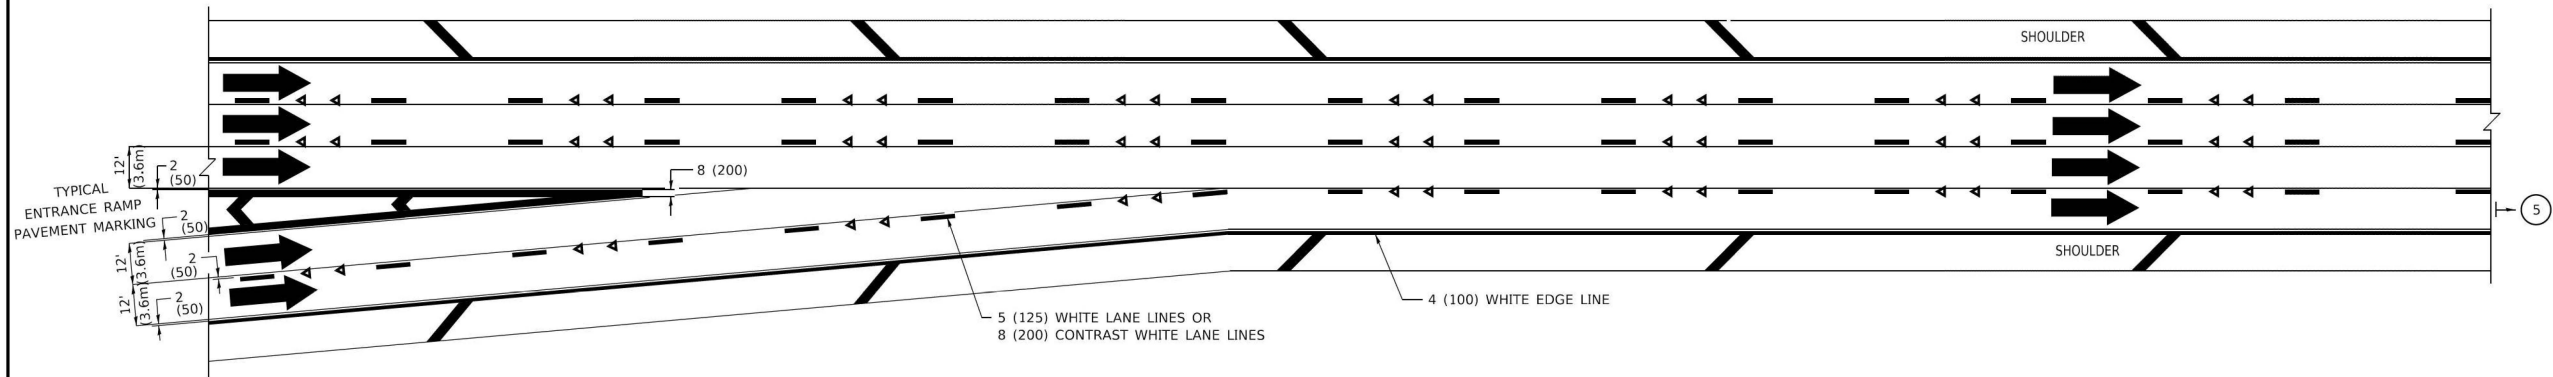 SHOULDER
12'
(3.6m)
2
(50)
8 (200)
TYPICAL
ENTRANCE RAMP
PAVEMENT MARKING
2
(50)
12'
(3.6m)
2
(50)
12'
(3.6m)
2
(50)
5
SHOULDER
4 (100) WHITE EDGE LINE
5 (125) WHITE LANE LINES OR
8 (200) CONTRAST WHITE LANE LINES